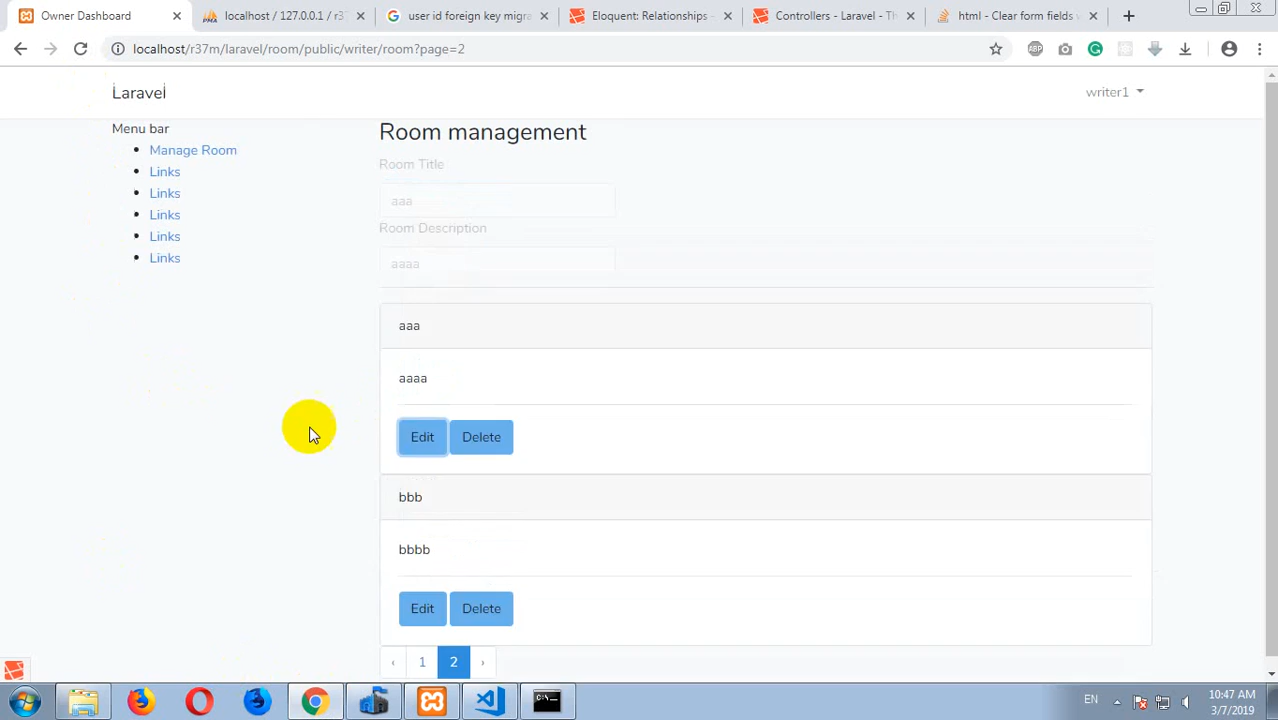 Owner Dashboard
localhost / 127.0.0.1 / r37
user id foreign key migra
Eloquent: Relationships -
Controllers - Laravel - Th
html - Clear form fields
localhost/r37m/laravel/room/public/writer/room?page=2
ABP
Laravel
writer1
Menu bar
Manage Room
Links
Links
Links
Links
Links
Room management
Room Title
aaa
Room Description
aaaa
aaa
aaaa
Edit
Delete
bbb
bbbb
Edit
Delete
‹ 1 2 ›
EN
10:47 AM
3/7/2019